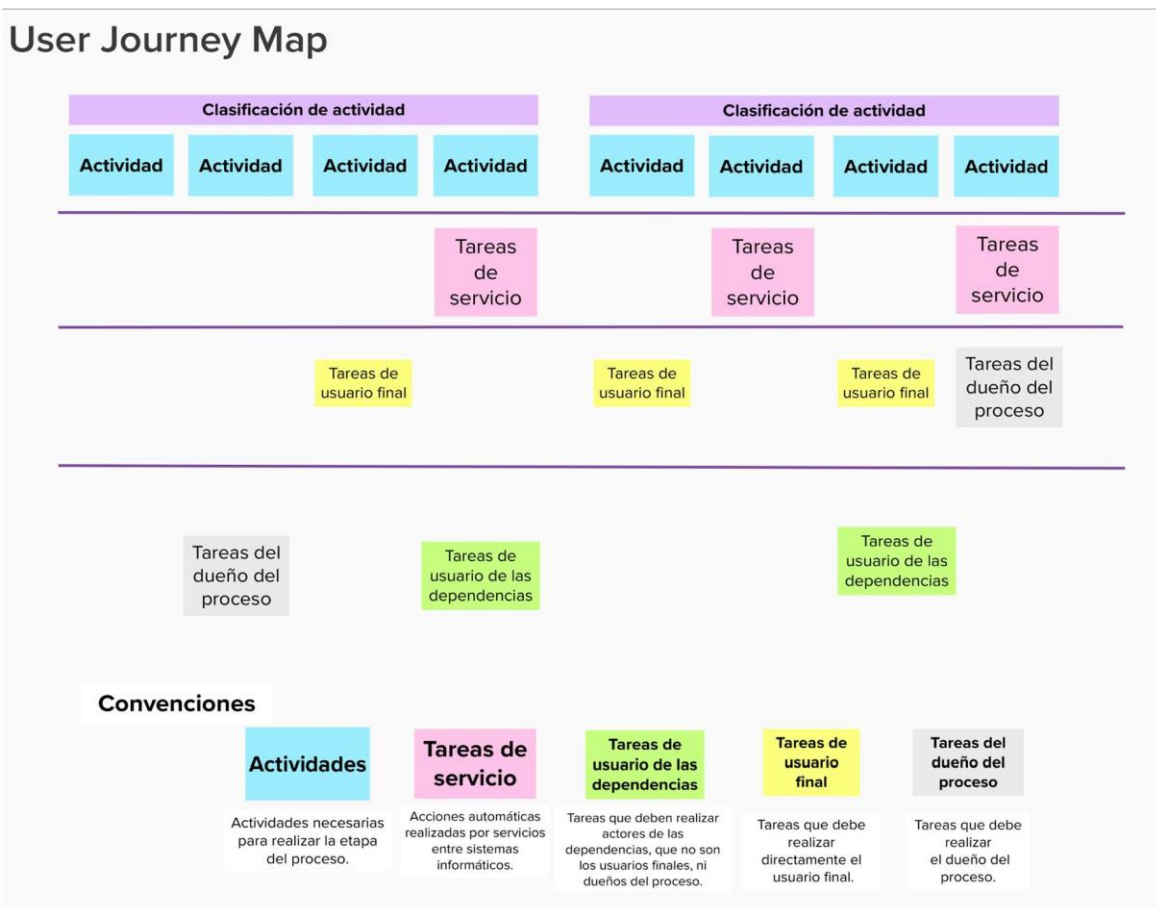 User Journey Map
Clasificación de actividad
Clasificación de actividad
Actividad
Actividad
Actividad
Actividad
Actividad
Actividad
Actividad
Actividad
Tareas
de
servicio
Tareas
de
servicio
Tareas
de
servicio
Tareas de
usuario final
Tareas de
usuario final
Tareas de
usuario final
Tareas del
dueño del
proceso
Tareas del
dueño del
proceso
Tareas de
usuario de las
dependencias
Tareas de
usuario de las
dependencias
Convenciones
Actividades
Actividades necesarias
para realizar la etapa
del proceso.
Tareas de
servicio
Acciones automáticas
realizadas por servicios
entre sistemas
informáticos.
Tareas de
usuario de las
dependencias
Tareas que deben realizar
actores de las
dependencias, que no son
los usuarios finales, ni
dueños del proceso.
Tareas de
usuario
final
Tareas que debe
realizar
directamente el
usuario final.
Tareas del
dueño del
proceso
Tareas que debe
realizar
el dueño del
proceso.